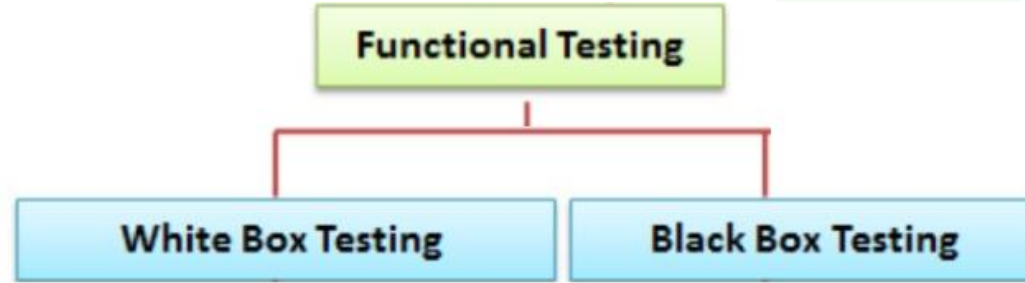 Functional Testing
White Box Testing
Black Box Testing